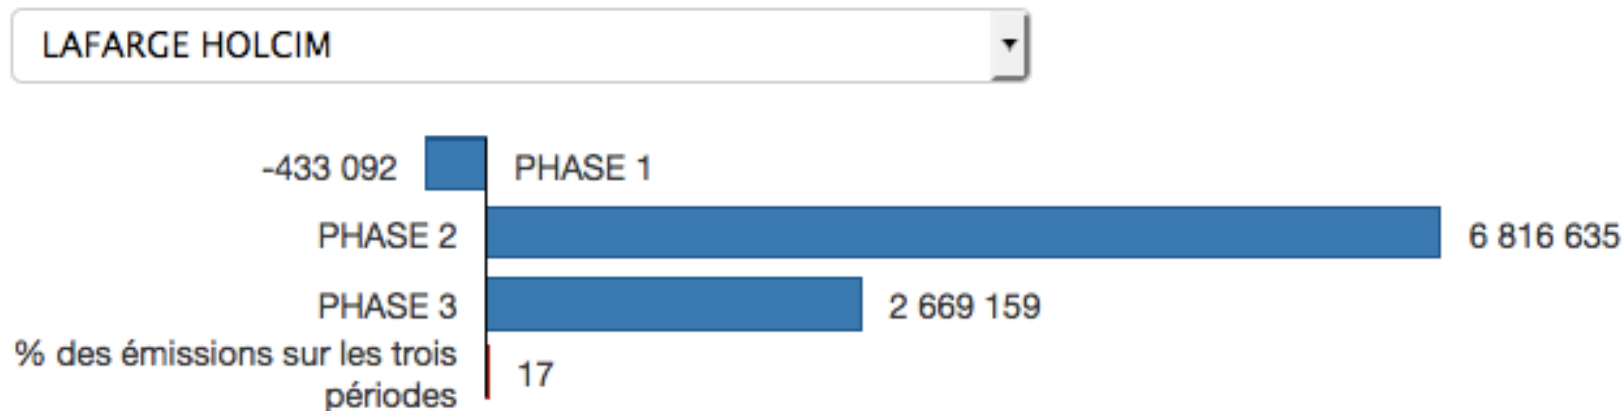 LAFARGE HOLCIM
-433 092 PHASE 1
PHASE 2 6 816 635
PHASE 3 2 669 159
% des émissions sur les trois
périodes 17